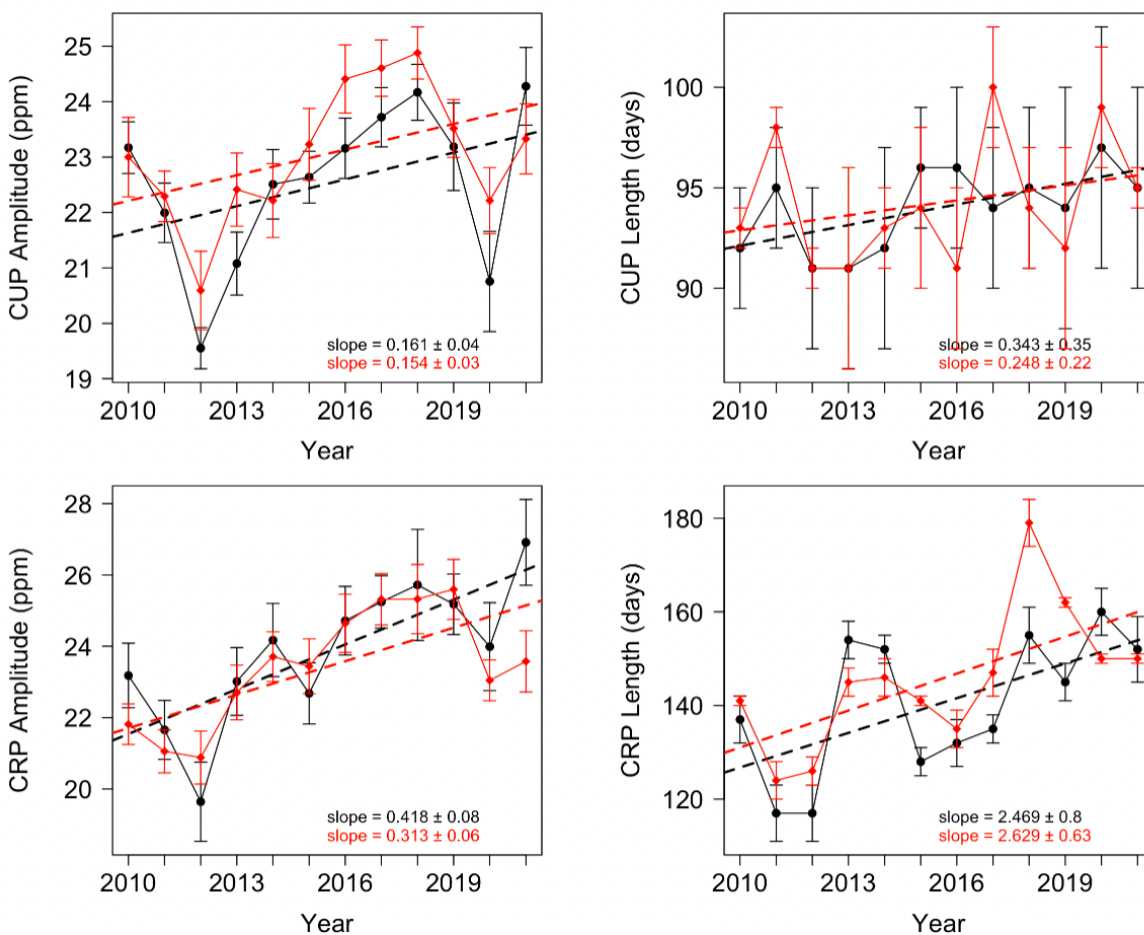 CUP Amplitude (ppm)
25
24
23
22
21
20
19
slope = 0.161 ± 0.04
slope = 0.154 ± 0.03
2010 2013 2016 2019
Year
CUP Length (days)
100
95
90
slope = 0.343 ± 0.35
slope = 0.248 ± 0.22
2010 2013 2016 2019
Year
CRP Amplitude (ppm)
28
26
24
22
20
slope = 0.418 ± 0.08
slope = 0.313 ± 0.06
2010 2013 2016 2019
Year
CRP Length (days)
180
160
140
120
slope = 2.469 ± 0.8
slope = 2.629 ± 0.63
2010 2013 2016 2019
Year